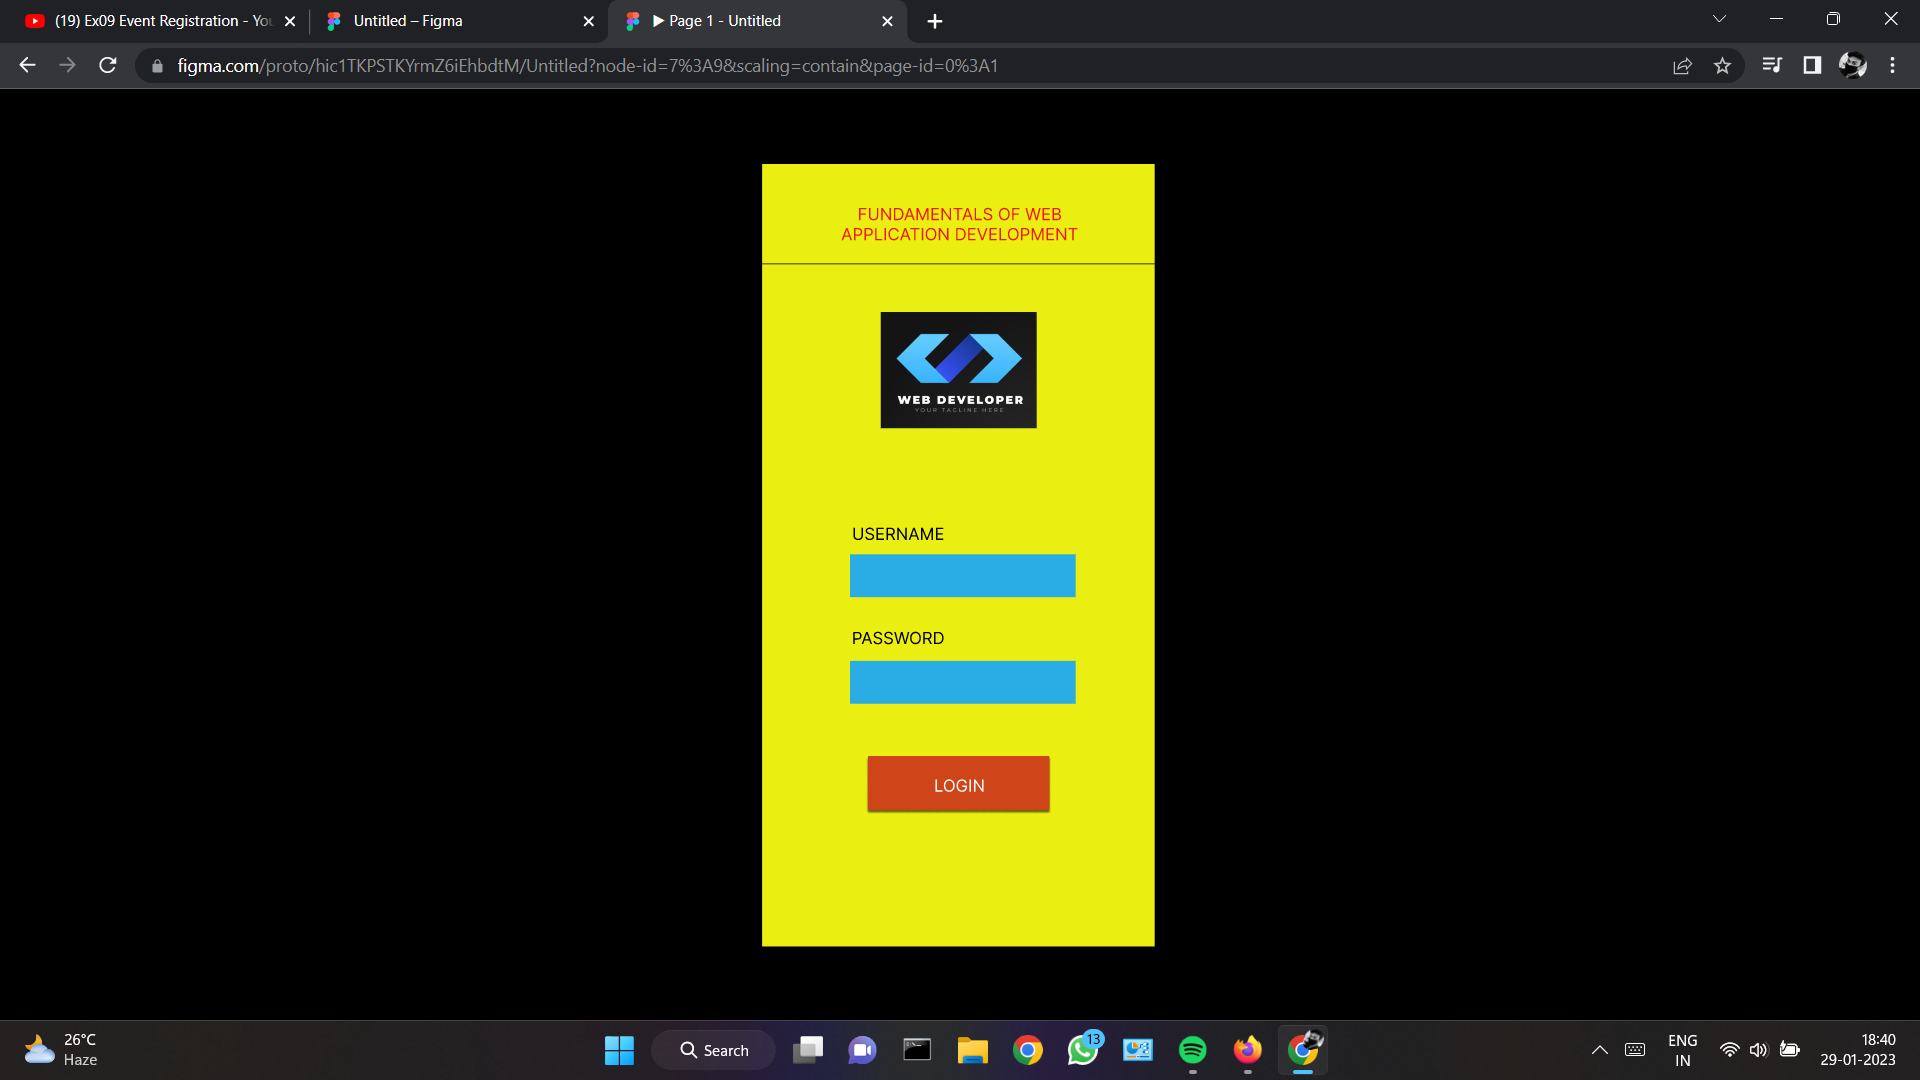 (19) Ex09 Event Registration - You
Untitled – Figma
▶ Page 1 - Untitled
figma.com/proto/hic1TKPSTKYrmZ6iEhbdtM/Untitled?node-id=7%3A9&scaling=contain&page-id=0%3A1
FUNDAMENTALS OF WEB
APPLICATION DEVELOPMENT
WEB DEVELOPER
YOUR TAGLINE HERE
USERNAME
PASSWORD
LOGIN
26°C
Haze
Search
13
ENG
IN
18:40
29-01-2023